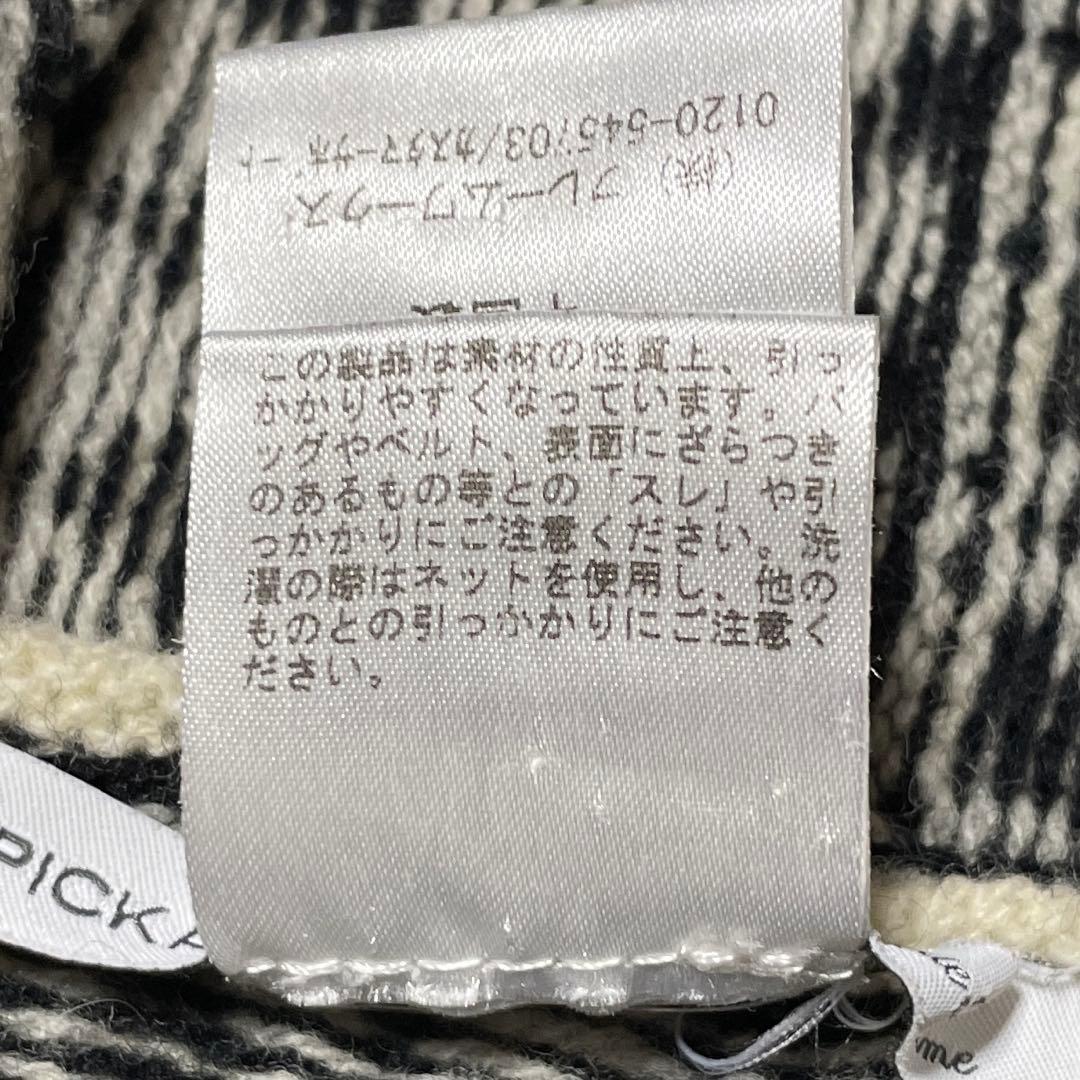 (株) フレームワークス
0120-545703/カスタマーサポート
この製品は素材の性質上、引っ
かかりやすくなっています。バ
ッグやベルト、表面にざらつき
のあるもの等との「スレ」や引
っかかりにご注意ください。洗
濯の際はネットを使用し、他の
ものとの引っかかりにご注意く
ださい。
PICK
me